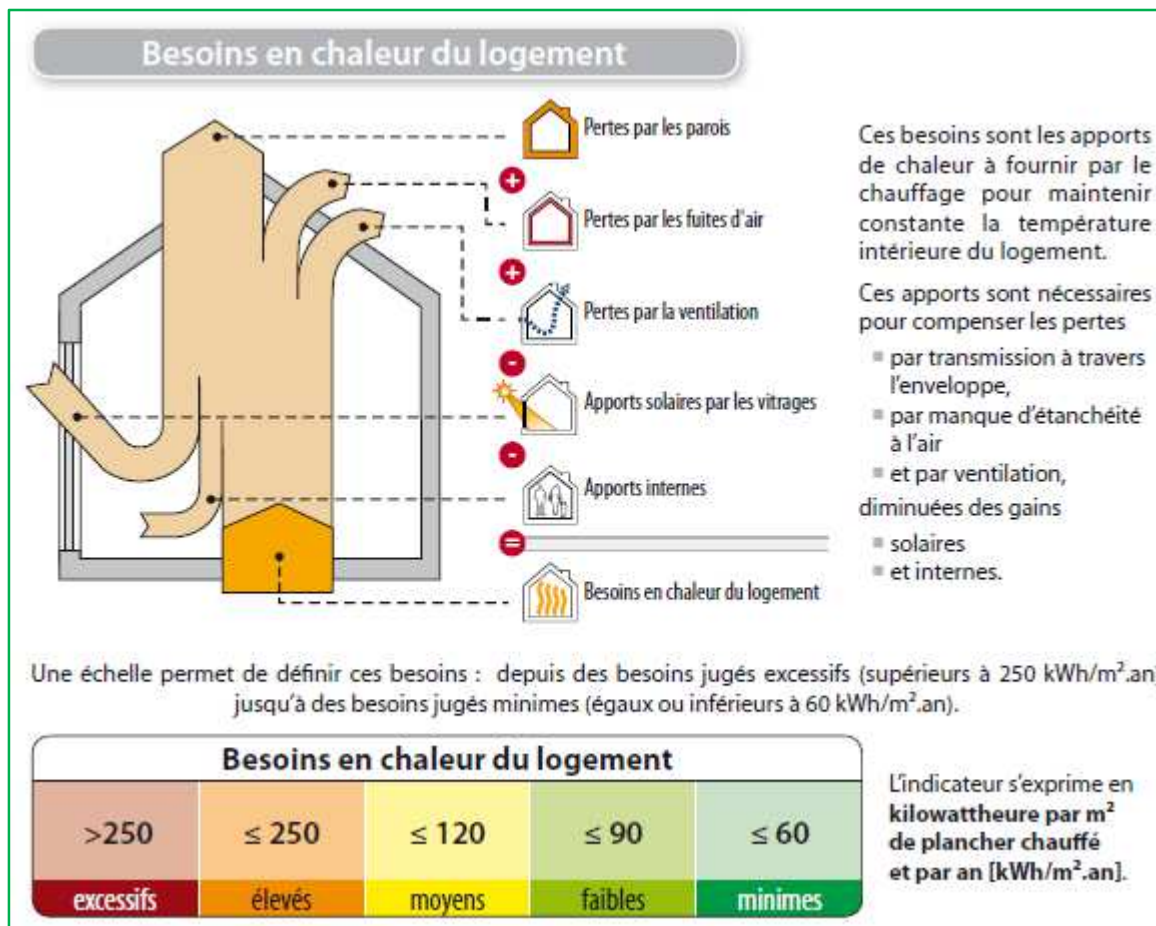 Besoins en chaleur du logement
Pertes par les parois
+
Pertes par les fuites d'air
+
Pertes par la ventilation
-
Apports solaires par les vitrages
-
Apports internes
=
Besoins en chaleur du logement
Ces besoins sont les apports
de chaleur à fournir par le
chauffage pour maintenir
constante la température
intérieure du logement.
Ces apports sont nécessaires
pour compenser les pertes
par transmission à travers
l'enveloppe,
par manque d'étanchéité
à l'air
et par ventilation,
diminuées des gains
solaires
et internes.
Une échelle permet de définir ces besoins : depuis des besoins jugés excessifs (supérieurs à 250 kWh/m².an)
jusqu'à des besoins jugés minimes (égaux ou inférieurs à 60 kWh/m².an).
Besoins en chaleur du logement
>250 ≤ 250 ≤ 120 ≤ 90 ≤ 60
excessifs élevés moyens faibles minimes
L'indicateur s'exprime en
kilowattheure par m²
de plancher chauffé
et par an [kWh/m².an].